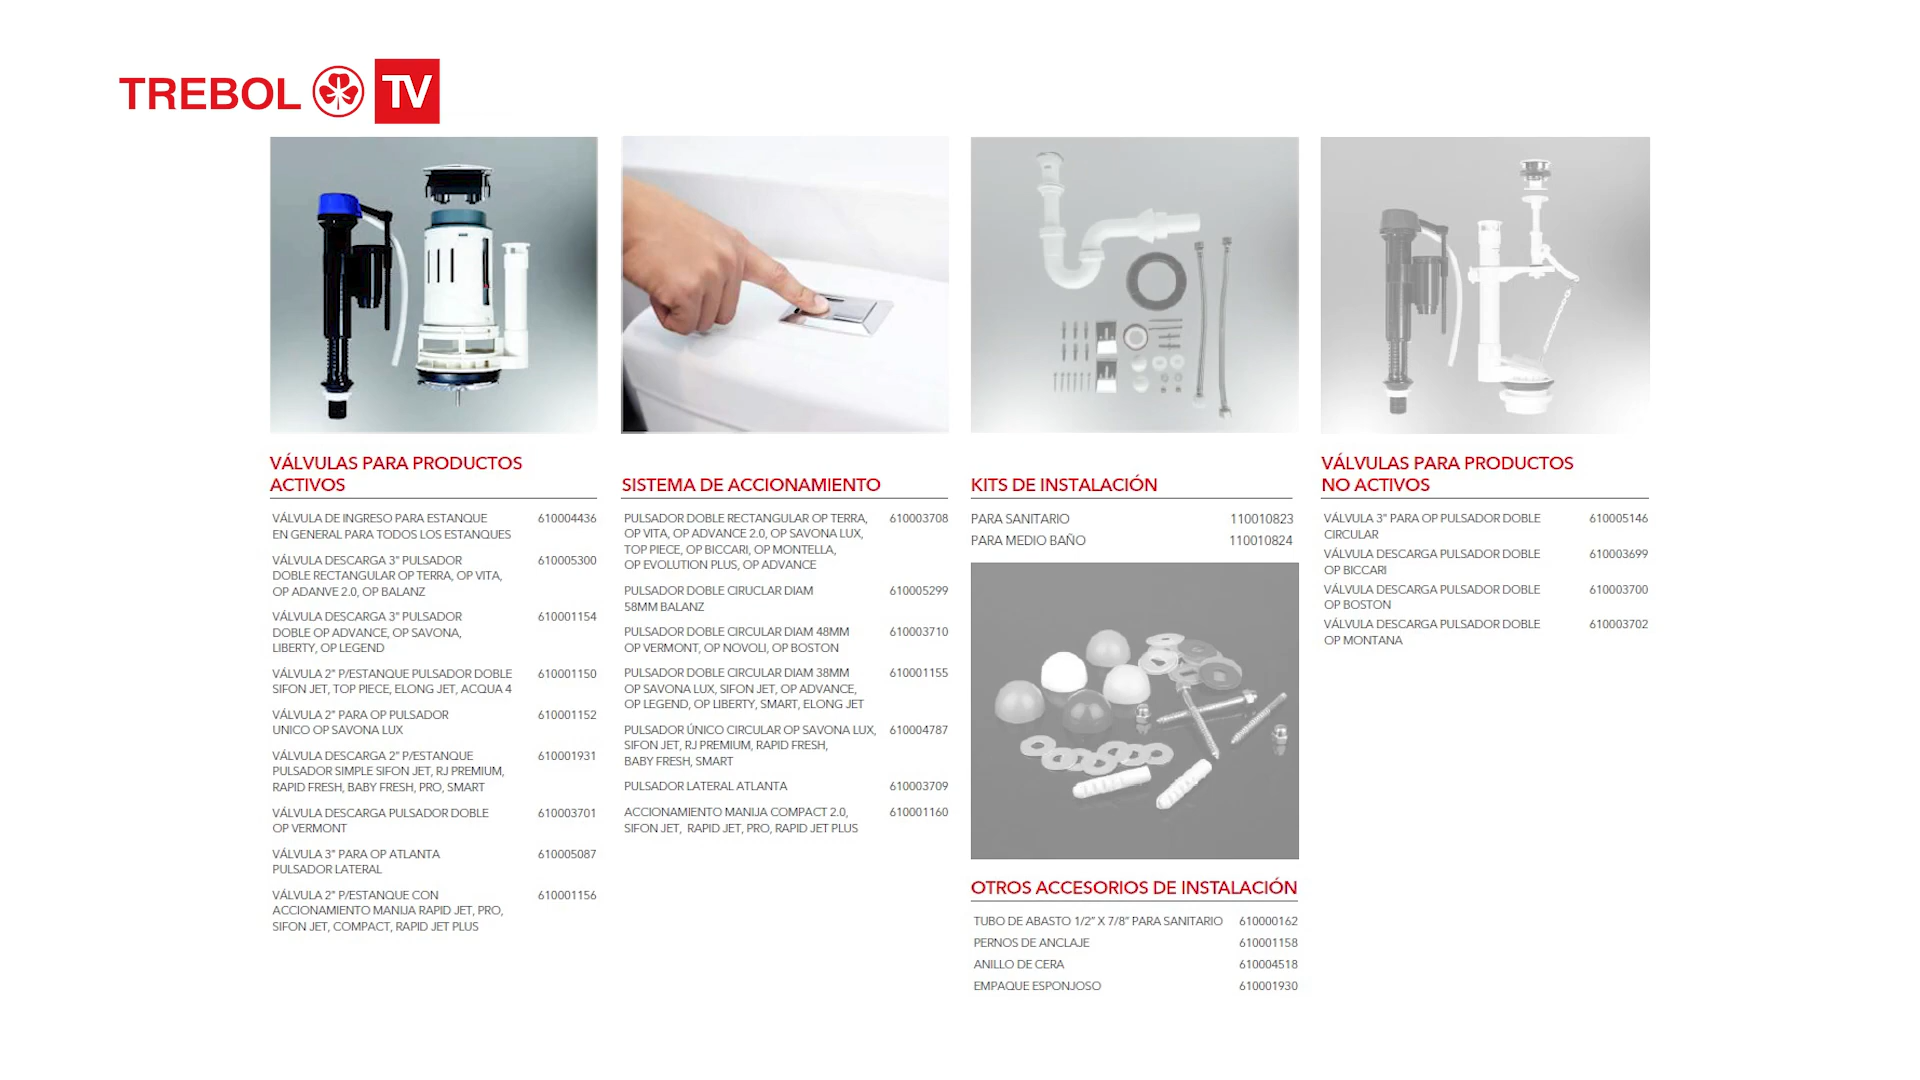 TREBOL TV
VÁLVULAS PARA PRODUCTOS
ACTIVOS
VÁLVULA DE INGRESO PARA ESTANQUE 610004436
EN GENERAL PARA TODOS LOS ESTANQUES
VÁLVULA DESCARGA 3" PULSADOR 610005300
DOBLE RECTANGULAR OP TERRA, OP VITA,
OP ADANVE 2.0, OP BALANZ
VÁLVULA DESCARGA 3" PULSADOR 610001154
DOBLE OP ADVANCE, OP SAVONA,
LIBERTY, OP LEGEND
VÁLVULA 2" P/ESTANQUE PULSADOR DOBLE 610001150
SIFON JET, TOP PIECE, ELONG JET, ACQUA 4
VÁLVULA 2" PARA OP PULSADOR 610001152
UNICO OP SAVONA LUX
VÁLVULA DESCARGA 2" P/ESTANQUE 610001931
PULSADOR SIMPLE SIFON JET, RJ PREMIUM,
RAPID FRESH, BABY FRESH, PRO, SMART
VÁLVULA DESCARGA PULSADOR DOBLE 610003701
OP VERMONT
VÁLVULA 3" PARA OP ATLANTA 610005087
PULSADOR LATERAL
VÁLVULA 2" P/ESTANQUE CON 610001156
ACCIONAMIENTO MANIJA RAPID JET, PRO,
SIFON JET, COMPACT, RAPID JET PLUS
SISTEMA DE ACCIONAMIENTO
PULSADOR DOBLE RECTANGULAR OP TERRA, 610003708
OP VITA, OP ADVANCE 2.0, OP SAVONA LUX,
TOP PIECE, OP BICCARI, OP MONTELLA,
OP EVOLUTION PLUS, OP ADVANCE
PULSADOR DOBLE CIRUCLAR DIAM 610005299
58MM BALANZ
PULSADOR DOBLE CIRCULAR DIAM 48MM 610003710
OP VERMONT, OP NOVOLI, OP BOSTON
PULSADOR DOBLE CIRCULAR DIAM 38MM 610001155
OP SAVONA LUX, SIFON JET, OP ADVANCE,
OP LEGEND, OP LIBERTY, SMART, ELONG JET
PULSADOR ÚNICO CIRCULAR OP SAVONA LUX, 610004787
SIFON JET, RJ PREMIUM, RAPID FRESH,
BABY FRESH, SMART
PULSADOR LATERAL ATLANTA 610003709
ACCIONAMIENTO MANIJA COMPACT 2.0, 610001160
SIFON JET, RAPID JET, PRO, RAPID JET PLUS
KITS DE INSTALACIÓN
PARA SANITARIO 110010823
PARA MEDIO BAÑO 110010824
OTROS ACCESORIOS DE INSTALACIÓN
TUBO DE ABASTO 1/2" X 7/8" PARA SANITARIO 610000162
PERNOS DE ANCLAJE 610001158
ANILLO DE CERA 610004518
EMPAQUE ESPONJOSO 610001930
VÁLVULAS PARA PRODUCTOS
NO ACTIVOS
VÁLVULA 3" PARA OP PULSADOR DOBLE 610005146
CIRCULAR
VÁLVULA DESCARGA PULSADOR DOBLE 610003699
OP BICCARI
VÁLVULA DESCARGA PULSADOR DOBLE 610003700
OP BOSTON
VÁLVULA DESCARGA PULSADOR DOBLE 610003702
OP MONTANA